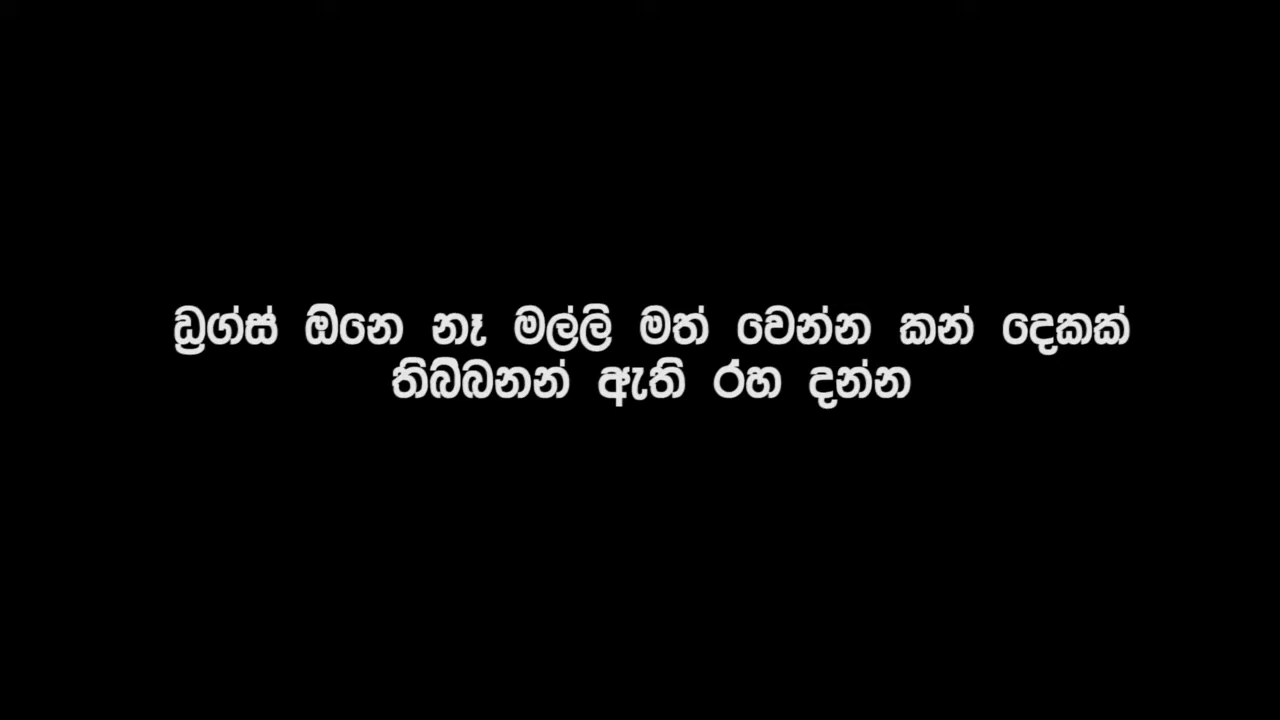 ඩ්‍රග්ස් ඕනෙ නෑ මල්ලි මත් වෙන්න කන් දෙකක්
තිබ්බනන් ඇති රහ දන්න